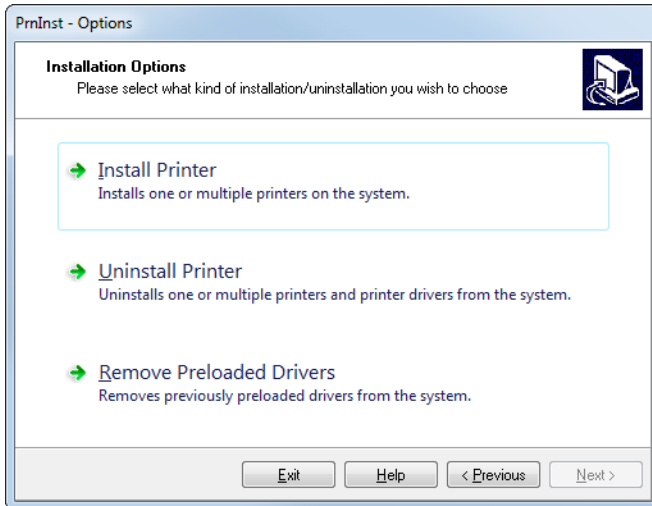 PrnInst - Options
Installation Options
Please select what kind of installation/uninstallation you wish to choose
Install Printer
Installs one or multiple printers on the system.
Uninstall Printer
Uninstalls one or multiple printers and printer drivers from the system.
Remove Preloaded Drivers
Removes previously preloaded drivers from the system.
Exit Help < Previous Next >